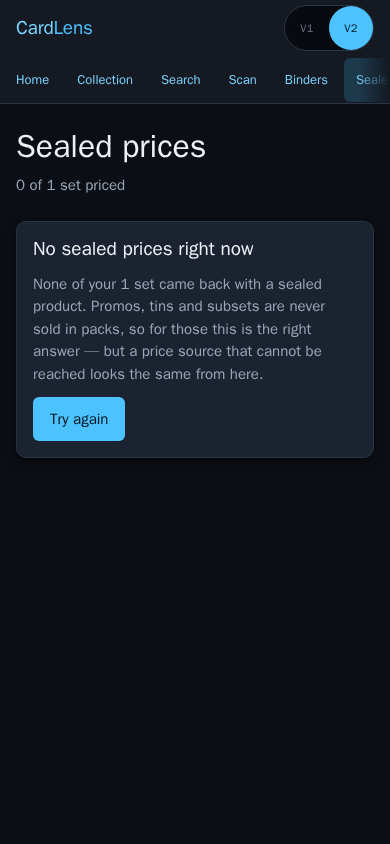 CardLens
V1
V2
Home
Collection
Search
Scan
Binders
Sealed prices
0 of 1 set priced
No sealed prices right now
None of your 1 set came back with a sealed
product. Promos, tins and subsets are never
sold in packs, so for those this is the right
answer — but a price source that cannot be
reached looks the same from here.
Try again